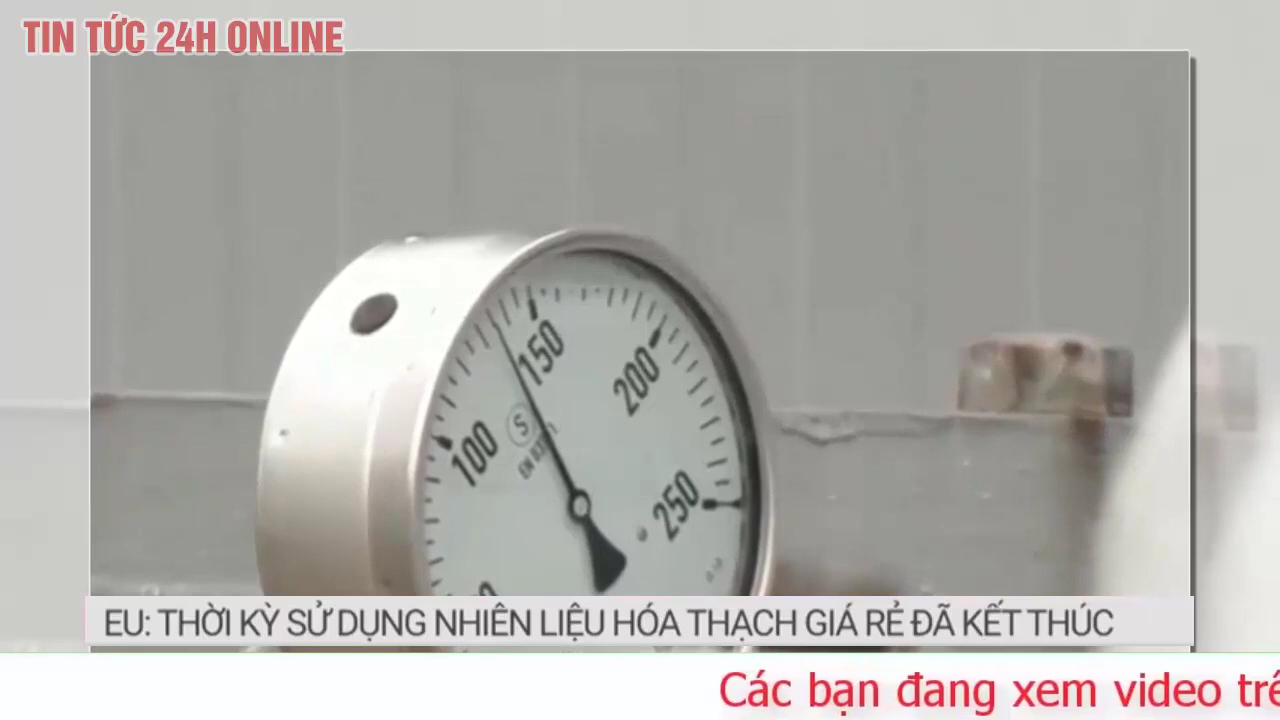 TIN TỨC 24H ONLINE
150
200
100
S
250
EU: THỜI KỲ SỬ DỤNG NHIÊN LIỆU HÓA THẠCH GIÁ RẺ ĐÃ KẾT THÚC
Các bạn đang xem video trê